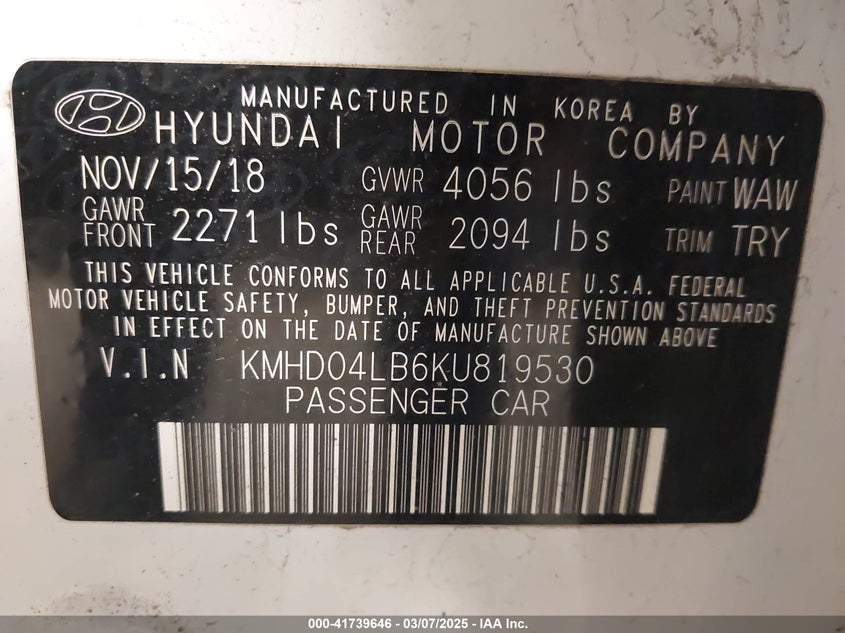 MANUFACTURED IN KOREA BY
HYUNDAI MOTOR COMPANY
NOV/15/18 GVWR 4056 lbs PAINT WAW
GAWR FRONT 2271 lbs GAWR REAR 2094 lbs TRIM TRY
THIS VEHICLE CONFORMS TO ALL APPLICABLE U.S.A. FEDERAL
MOTOR VEHICLE SAFETY, BUMPER, AND THEFT PREVENTION STANDARDS
IN EFFECT ON THE DATE OF MANUFACTURE SHOWN ABOVE
V.I.N KMHD04LB6KU819530
PASSENGER CAR
000-41739646 - 03/07/2025 - IAA Inc.